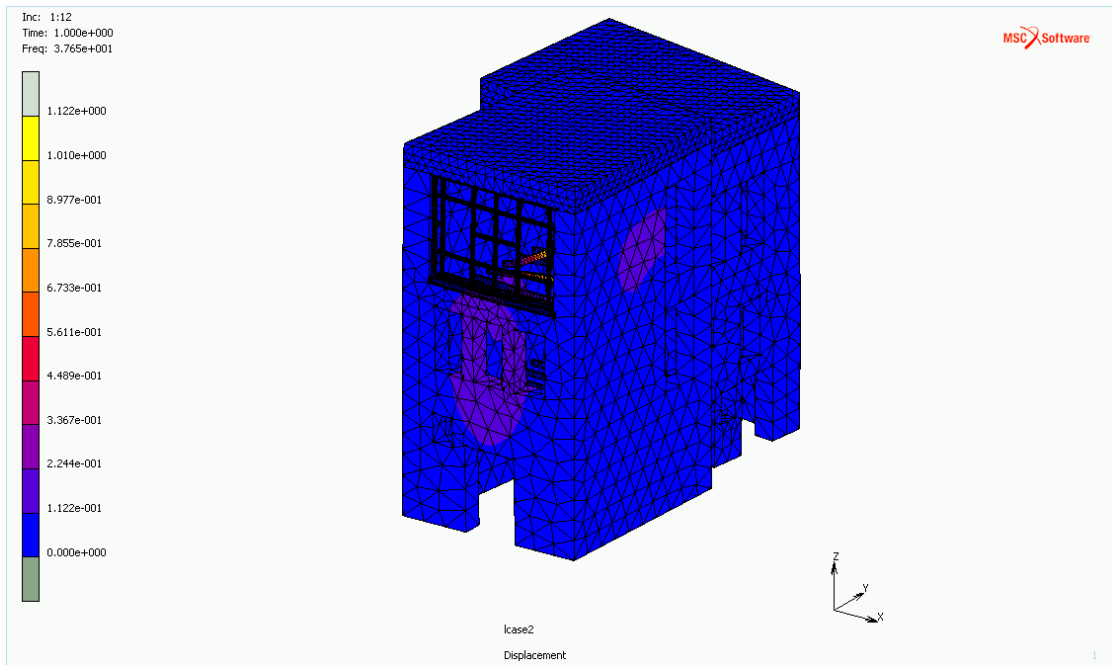 Inc: 1:12
Time: 1.000e+000
Freq: 3.765e+001
MSC Software
1.122e+000
1.010e+000
8.977e-001
7.855e-001
6.733e-001
5.611e-001
4.489e-001
3.367e-001
2.244e-001
1.122e-001
0.000e+000
Z
Y
X
lcase2
Displacement
1